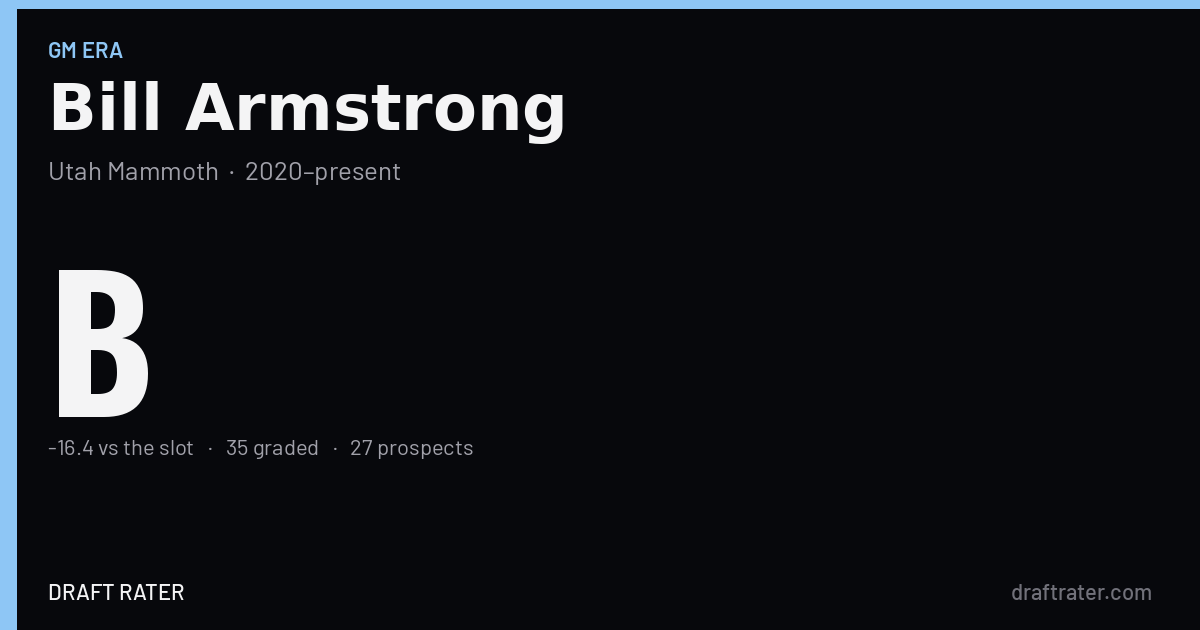 GM ERA
Bill Armstrong
Utah Mammoth · 2020–present
B
-16.4 vs the slot · 35 graded · 27 prospects
DRAFT RATER
draftrater.com